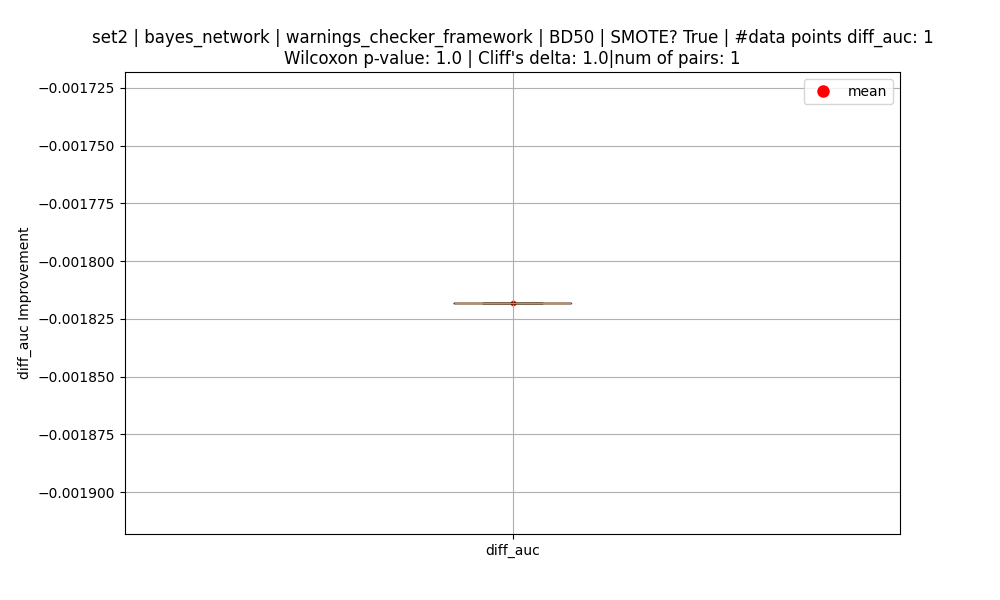 set2 | bayes_network | warnings_checker_framework | BD50 | SMOTE? True | #data points diff_auc: 1
Wilcoxon p-value: 1.0 | Cliff's delta: 1.0|num of pairs: 1
mean
−0.001725
−0.001750
−0.001775
−0.001800
−0.001825
−0.001850
−0.001875
−0.001900
diff_auc Improvement
diff_auc